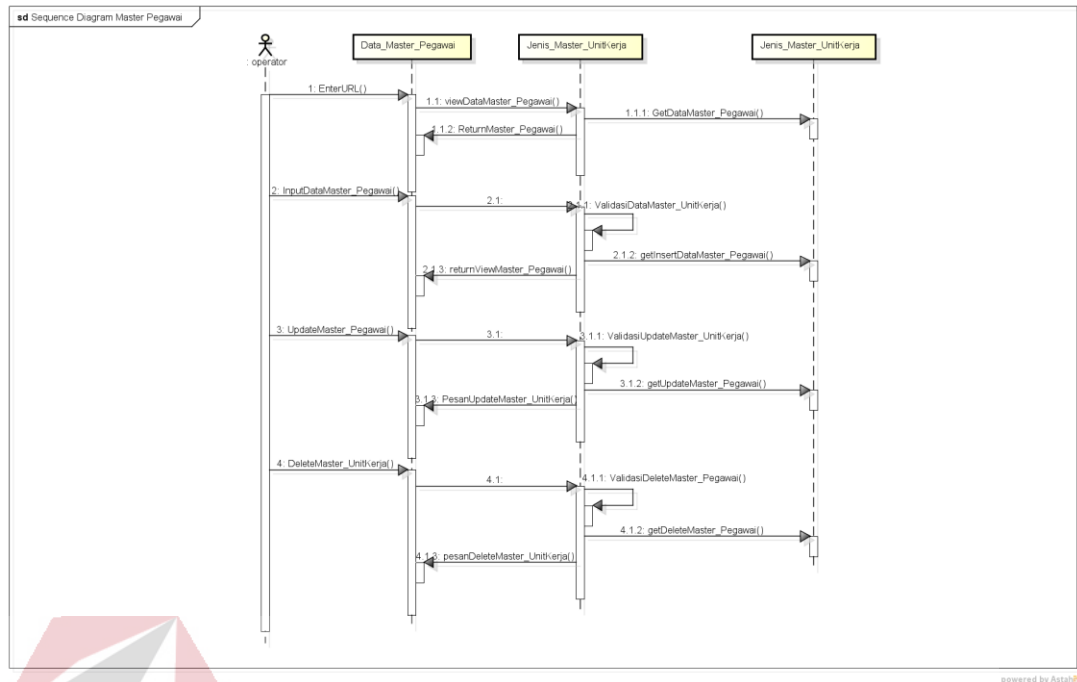 sd Sequence Diagram Master Pegawai
: operator
Data_Master_Pegawai
Jenis_Master_UnitKerja
Jenis_Master_UnitKerja
1: EnterURL()
1.1: viewDataMaster_Pegawai()
1.1.1: GetDataMaster_Pegawai()
1.1.2: ReturnMaster_Pegawai()
2: InputDataMaster_Pegawai()
2.1:
2.1.1: ValidasiDataMaster_UnitKerja()
2.1.2: getInsertDataMaster_Pegawai()
2.1.3: returnViewMaster_Pegawai()
3: UpdateMaster_Pegawai()
3.1:
3.1.1: ValidasiUpdateMaster_UnitKerja()
3.1.2: getUpdateMaster_Pegawai()
3.1.3: PesanUpdateMaster_UnitKerja()
4: DeleteMaster_UnitKerja()
4.1:
4.1.1: ValidasiDeleteMaster_Pegawai()
4.1.2: getDeleteMaster_Pegawai()
4.1.3: pesanDeleteMaster_UnitKerja()
powered by Astah